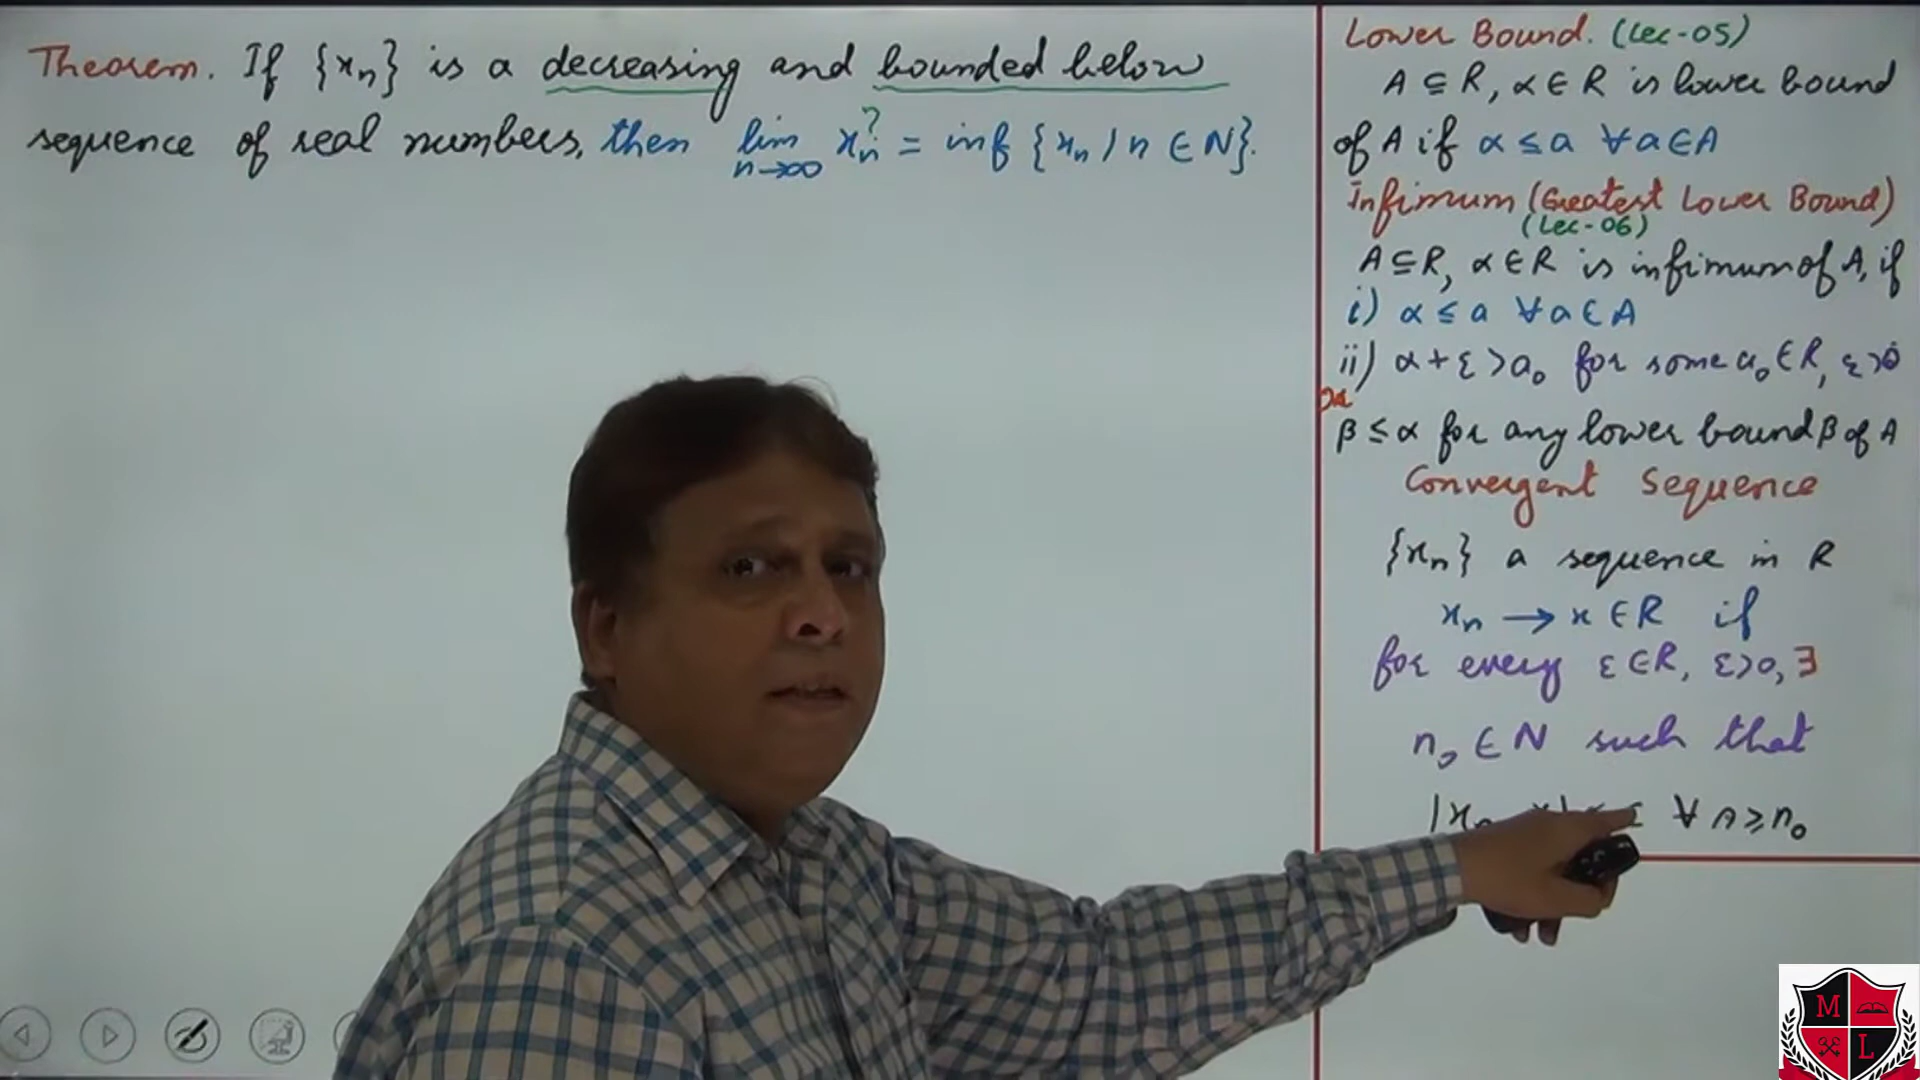 Theorem. If {xn} is a decreasing and bounded below
sequence of real numbers, then lim n→∞ xn? = inf {xn / n ∈ N}.
Lower Bound. (Lec-05)
A ⊆ R, α ∈ R is lower bound
of A if α ≤ a ∀ a ∈ A
Infimum (Greatest Lower Bound)
(Lec-06)
A ⊆ R, α ∈ R is infimum of A, if
i) α ≤ a ∀ a ∈ A
ii) α + ε > a₀ for some a₀ ∈ R, ε > 0
Or
β ≤ α for any lower bound β of A
Convergent Sequence
{xn} a sequence in R
xn → x ∈ R if
for every ε ∈ R, ε > 0, ∃
n₀ ∈ N such that
|xn ∀ n ≥ n₀
M
L